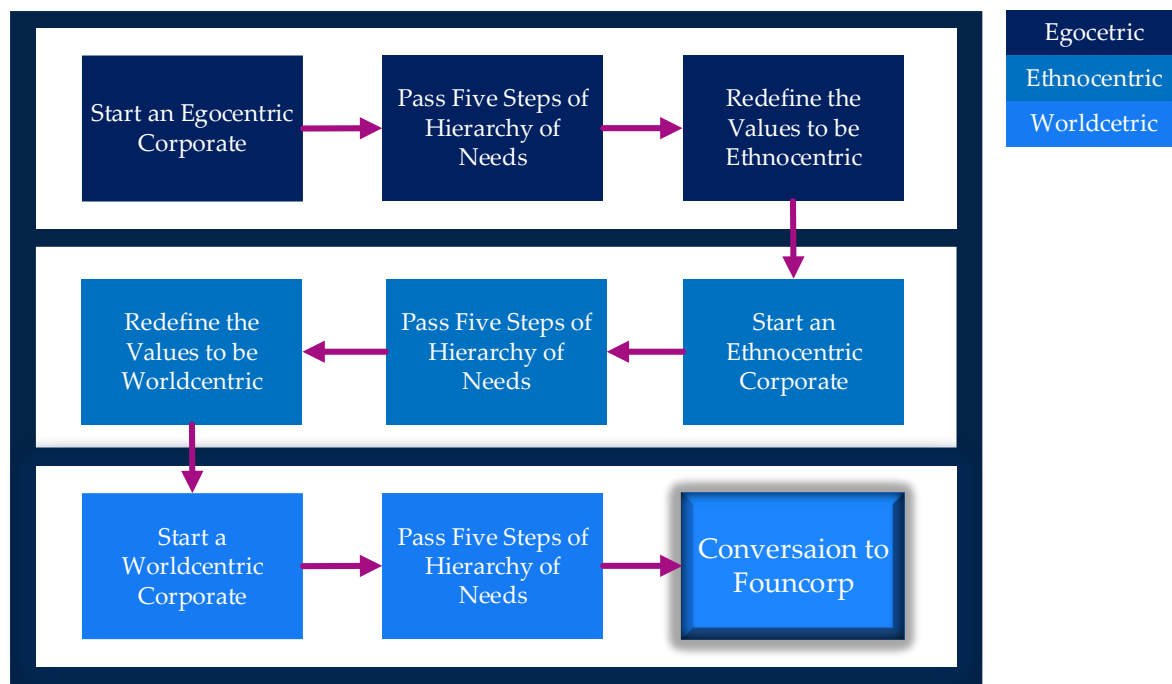 Start an Egocentric
Corporate
Pass Five Steps of
Hierarchy of
Needs
Redefine the
Values to be
Ethnocentric
Redefine the
Values to be
Worldcentric
Pass Five Steps of
Hierarchy of
Needs
Start an
Ethnocentric
Corporate
Start a
Worldcentric
Corporate
Pass Five Steps of
Hierarchy of
Needs
Conversaion to
Founcorp
Egocetric
Ethnocentric
Worldcetric